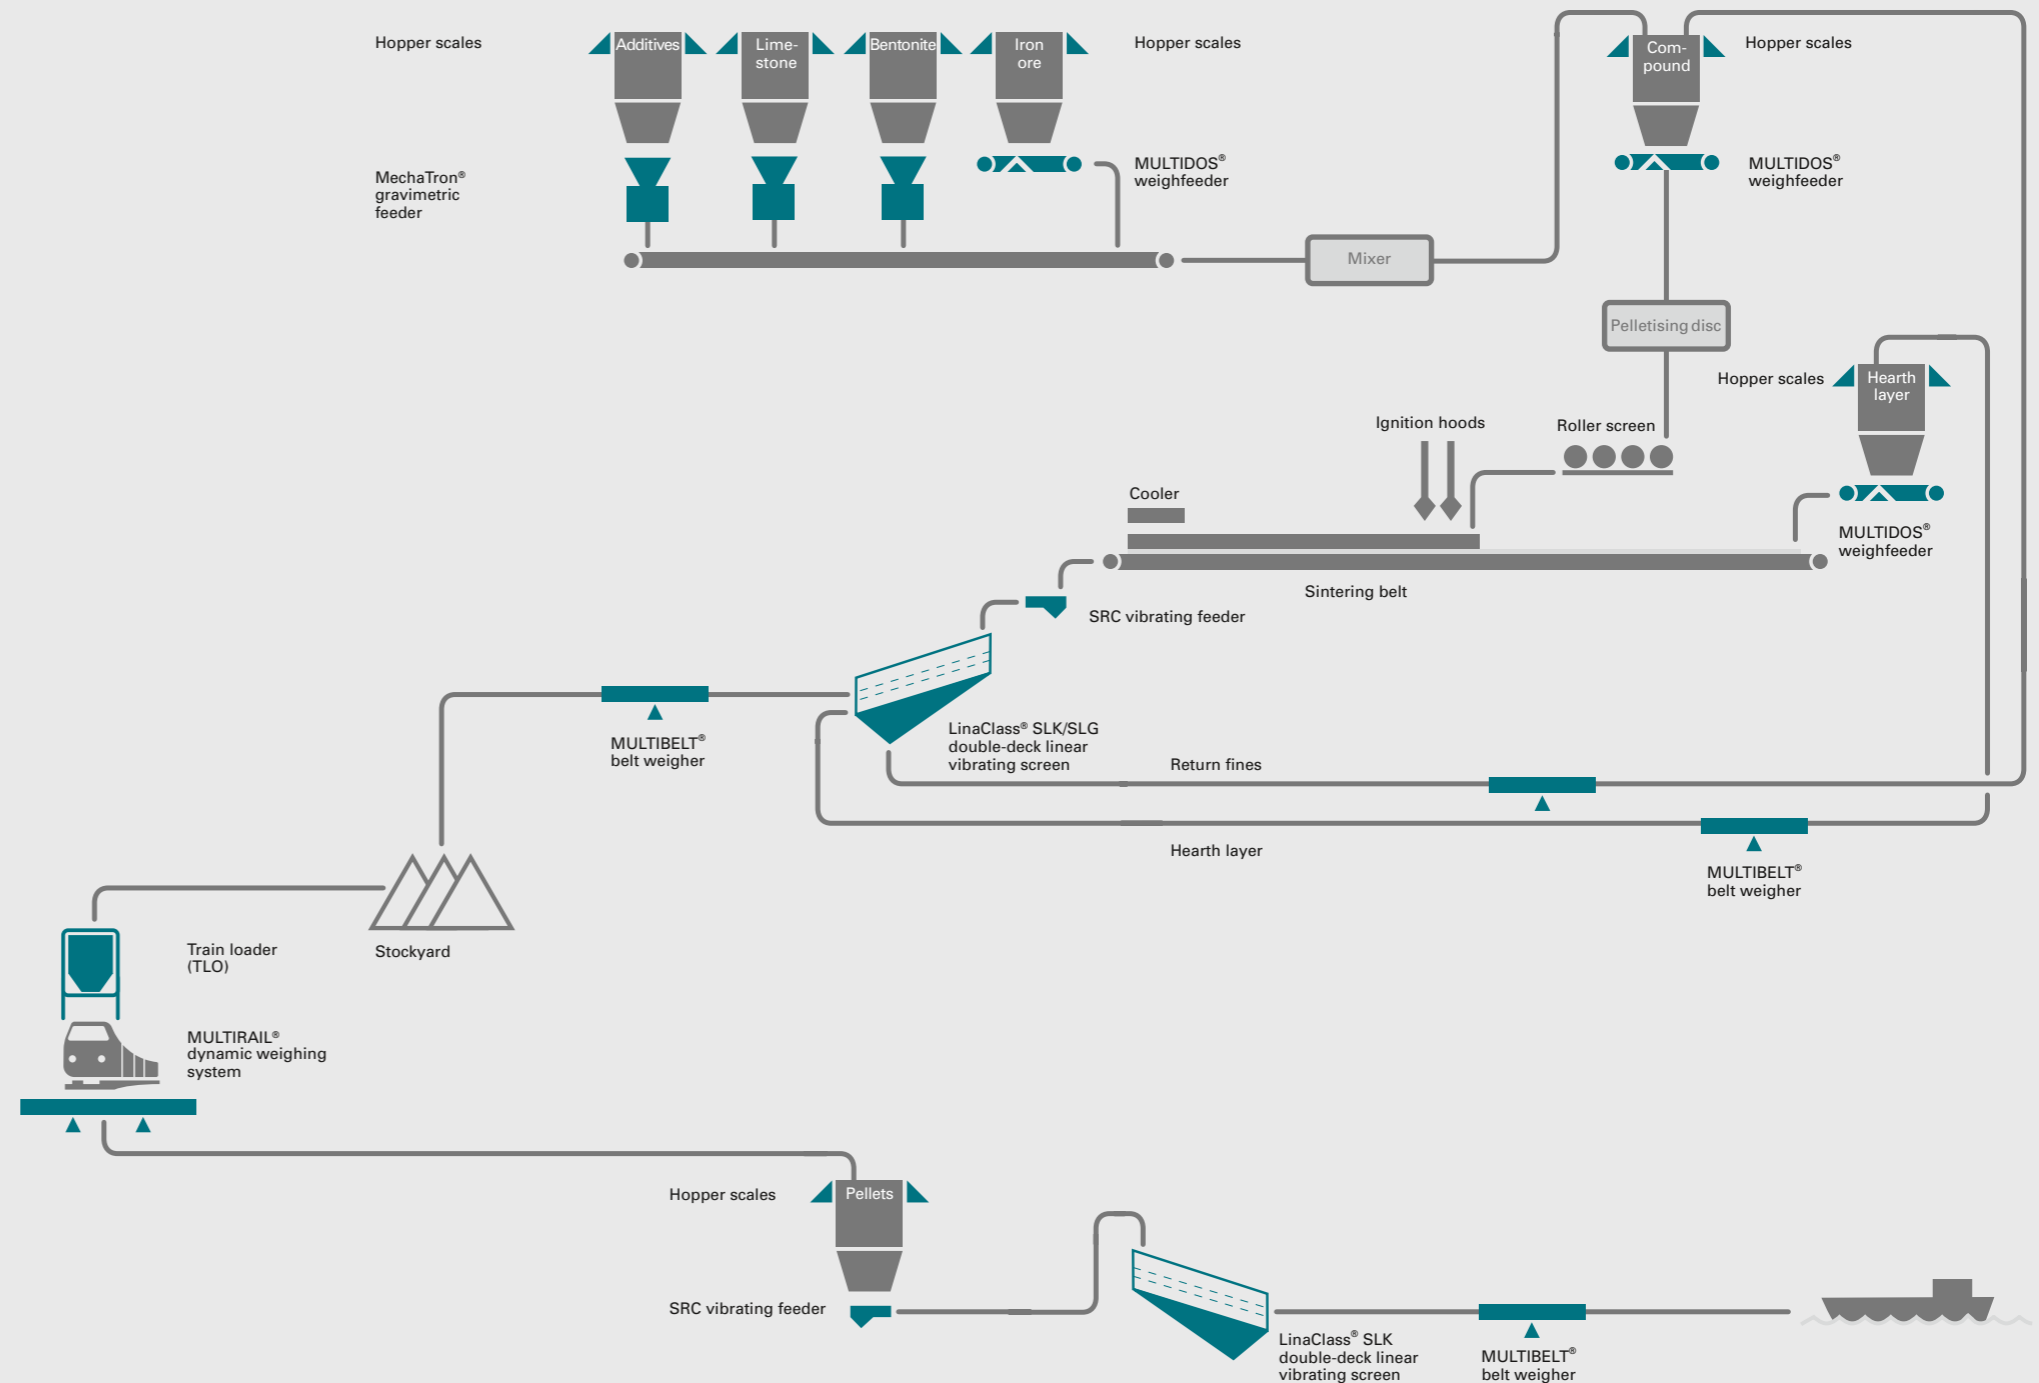 Hopper scales
Additives
Lime-
stone
Bentonite
Iron
ore
Hopper scales
Com-
pound
Hopper scales
MechaTron®
gravimetric
feeder
MULTIDOS®
weighfeeder
MULTIDOS®
weighfeeder
Mixer
Pelletising disc
Hopper scales
Hearth
layer
Ignition hoods
Roller screen
Cooler
MULTIDOS®
weighfeeder
Sintering belt
SRC vibrating feeder
LinaClass® SLK/SLG
double-deck linear
vibrating screen
MULTIBELT®
belt weigher
Return fines
Hearth layer
MULTIBELT®
belt weigher
Train loader
(TLO)
Stockyard
MULTIRAIL®
dynamic weighing
system
Hopper scales
Pellets
SRC vibrating feeder
LinaClass® SLK
double-deck linear
vibrating screen
MULTIBELT®
belt weigher